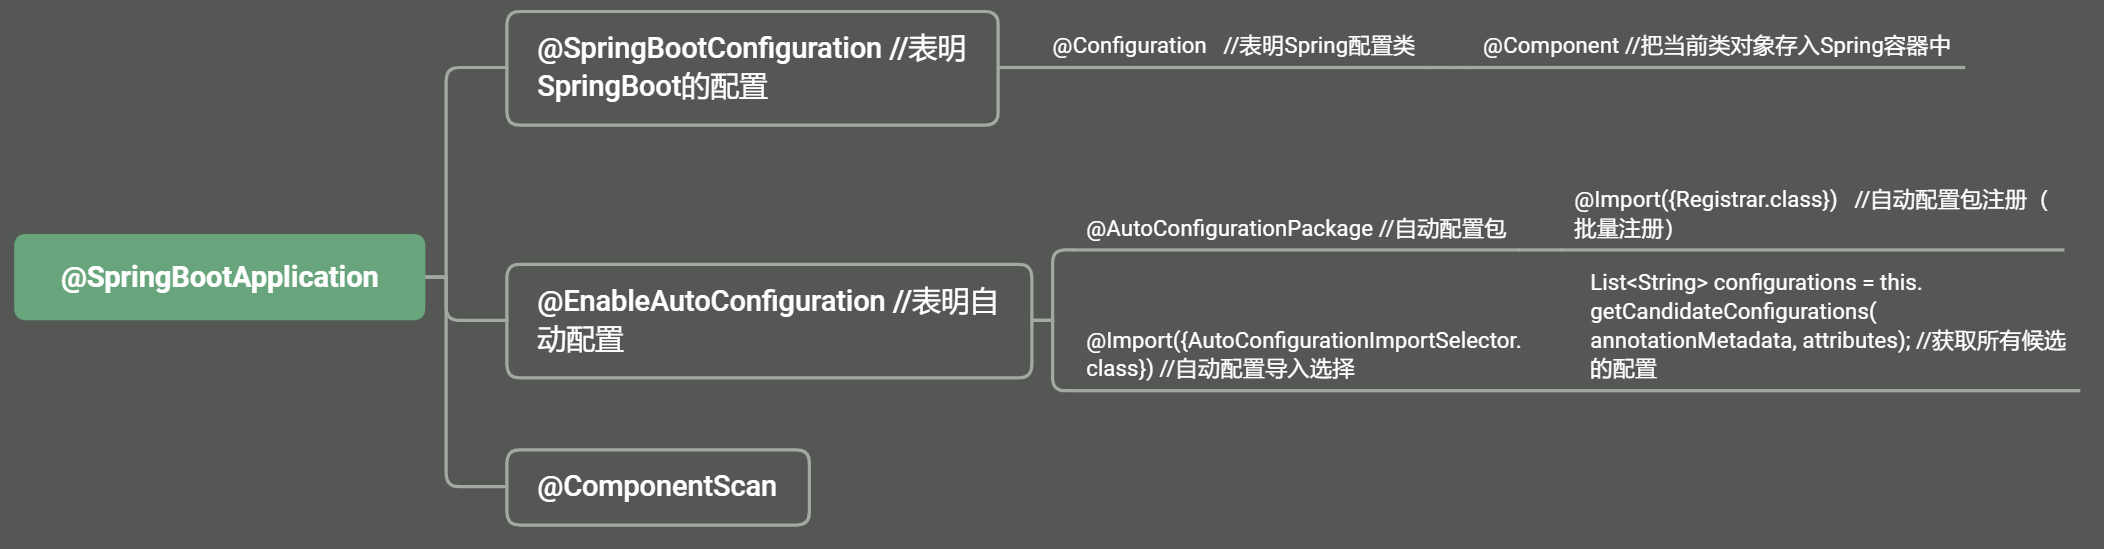 @SpringBootApplication
@SpringBootConfiguration //表明
SpringBoot的配置
@Configuration   //表明Spring配置类
@Component //把当前类对象存入Spring容器中
@EnableAutoConfiguration //表明自
动配置
@AutoConfigurationPackage //自动配置包
@Import({Registrar.class})   //自动配置包注册（
批量注册）
@Import({AutoConfigurationImportSelector.
class}) //自动配置导入选择
List<String> configurations = this.
getCandidateConfigurations(
annotationMetadata, attributes); //获取所有候选
的配置
@ComponentScan